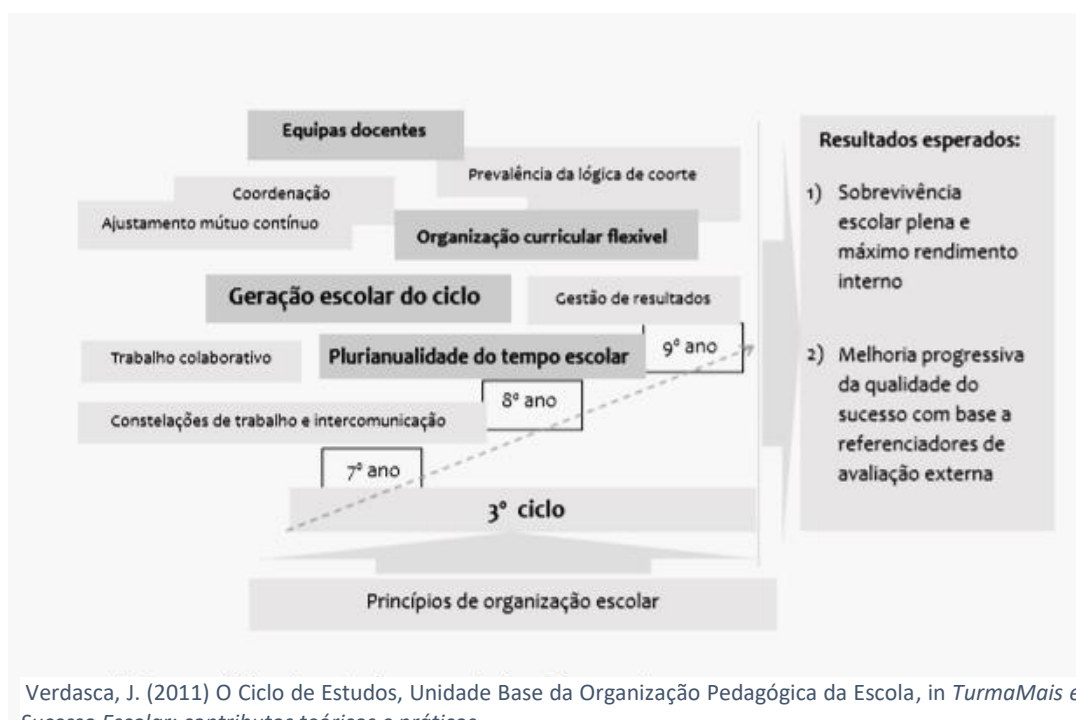 Equipas docentes
Prevalência da lógica de coorte
Coordenação
Ajustamento mútuo contínuo
Organização curricular flexivel
Geração escolar do ciclo
Gestão de resultados
Trabalho colaborativo
Plurianualidade do tempo escolar
9º ano
8º ano
Constelações de trabalho e intercomunicação
7º ano
3º ciclo
Princípios de organização escolar
Resultados esperados:
1) Sobrevivência
escolar plena e
máximo rendimento
interno
2) Melhoria progressiva
da qualidade do
sucesso com base a
referenciadores de
avaliação externa
Verdasca, J. (2011) O Ciclo de Estudos, Unidade Base da Organização Pedagógica da Escola, in TurmaMais e
Sucesso Escolar: contributos teóricos e práticos